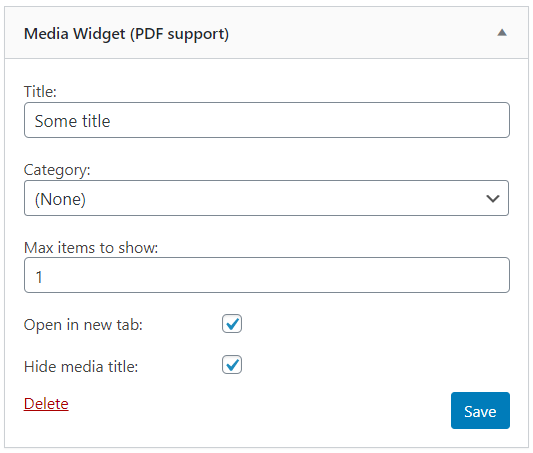 Media Widget (PDF support)
Title:
Some title
Category:
(None)
Max items to show:
1
Open in new tab:
Hide media title:
Delete
Save